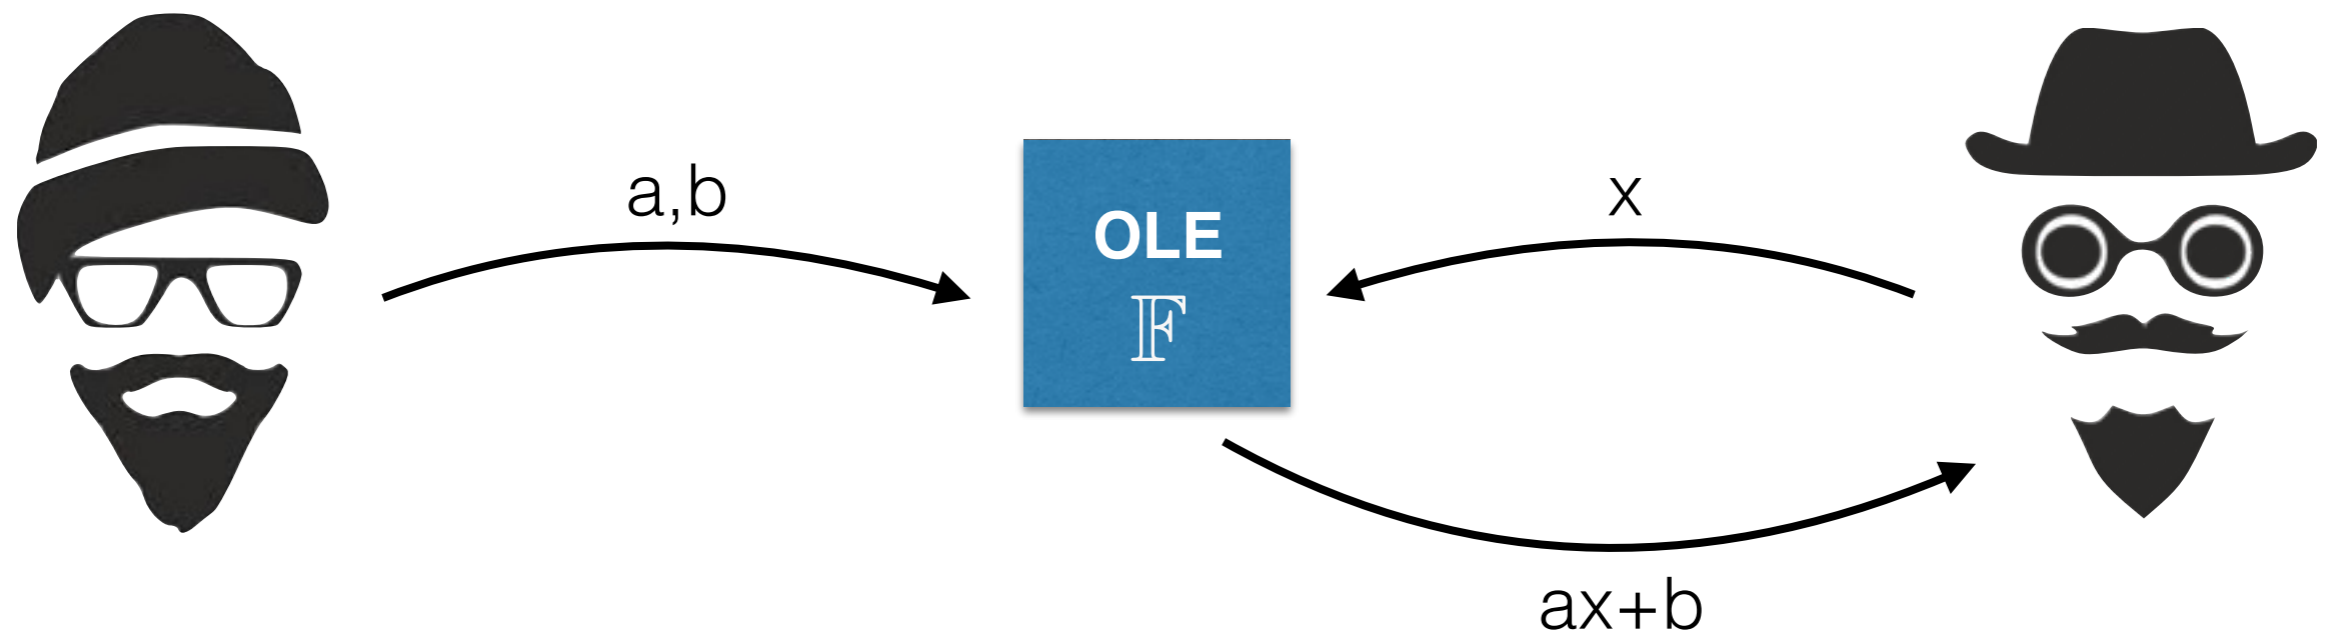 a,b
OLE
𝔽
x
ax+b